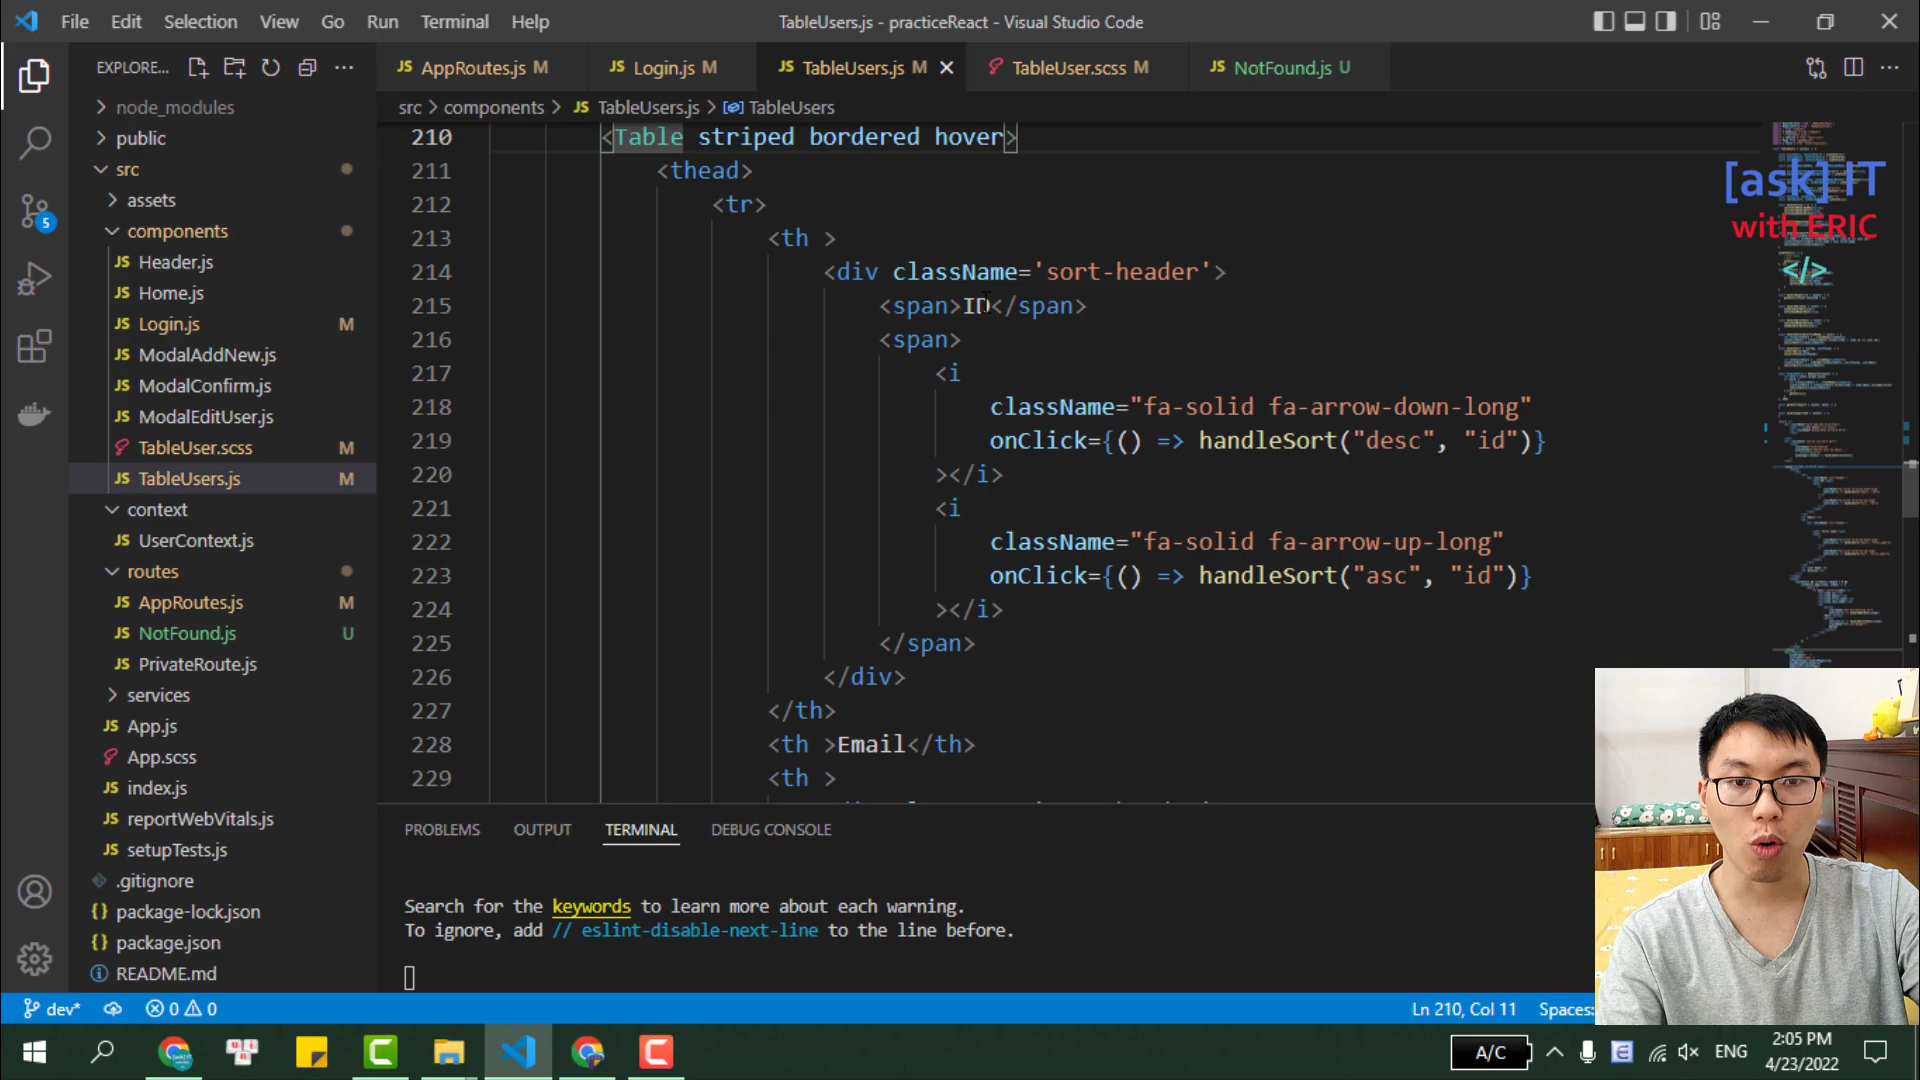 File Edit Selection View Go Run Terminal Help TableUsers.js - practiceReact - Visual Studio Code
EXPLORE...
AppRoutes.js M
Login.js M
TableUsers.js M
TableUser.scss M
NotFound.js U
src > components > JS TableUsers.js > TableUsers
node_modules
public
src
assets
components
JS Header.js
JS Home.js
JS Login.js M
JS ModalAddNew.js
JS ModalConfirm.js
JS ModalEditUser.js
TableUser.scss M
JS TableUsers.js M
context
JS UserContext.js
routes
JS AppRoutes.js M
JS NotFound.js U
JS PrivateRoute.js
services
JS App.js
App.scss
JS index.js
JS reportWebVitals.js
JS setupTests.js
.gitignore
{} package-lock.json
{} package.json
README.md
5
210 <Table striped bordered hover>
211 <thead>
212 <tr>
213 <th >
214 <div className='sort-header'>
215 <span>ID</span>
216 <span>
217 <i
218 className="fa-solid fa-arrow-down-long"
219 onClick={() => handleSort("desc", "id")}
220 ></i>
221 <i
222 className="fa-solid fa-arrow-up-long"
223 onClick={() => handleSort("asc", "id")}
224 ></i>
225 </span>
226 </div>
227 </th>
228 <th >Email</th>
229 <th >
[ask] IT
with ERIC
</>
PROBLEMS OUTPUT TERMINAL DEBUG CONSOLE
Search for the keywords to learn more about each warning.
To ignore, add // eslint-disable-next-line to the line before.
dev* 0 0 Ln 210, Col 11 Spaces:
A/C ENG 2:05 PM
4/23/2022